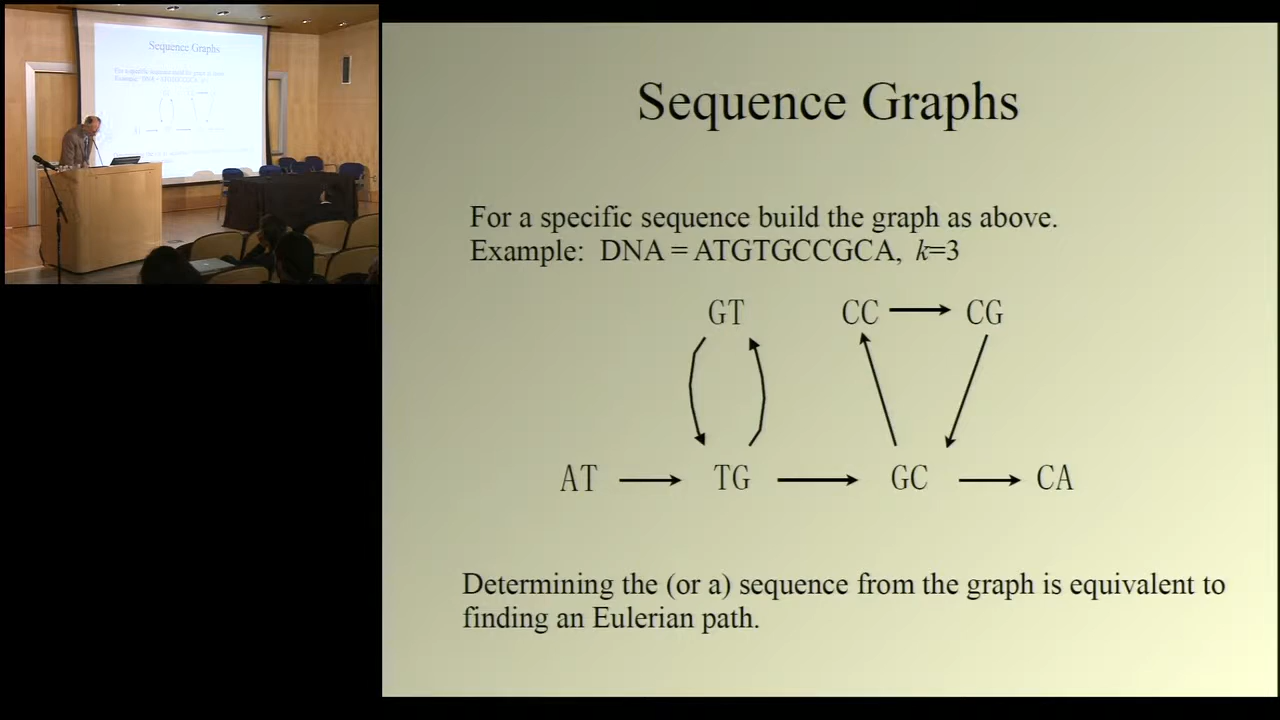 Sequence Graphs
For a specific sequence build the graph as above.
Example: DNA = ATGTGCCGCA, k=3
GT CC CG
AT TG GC CA
Determining the (or a) sequence from the graph is equivalent to
finding an Eulerian path.
Sequence Graphs